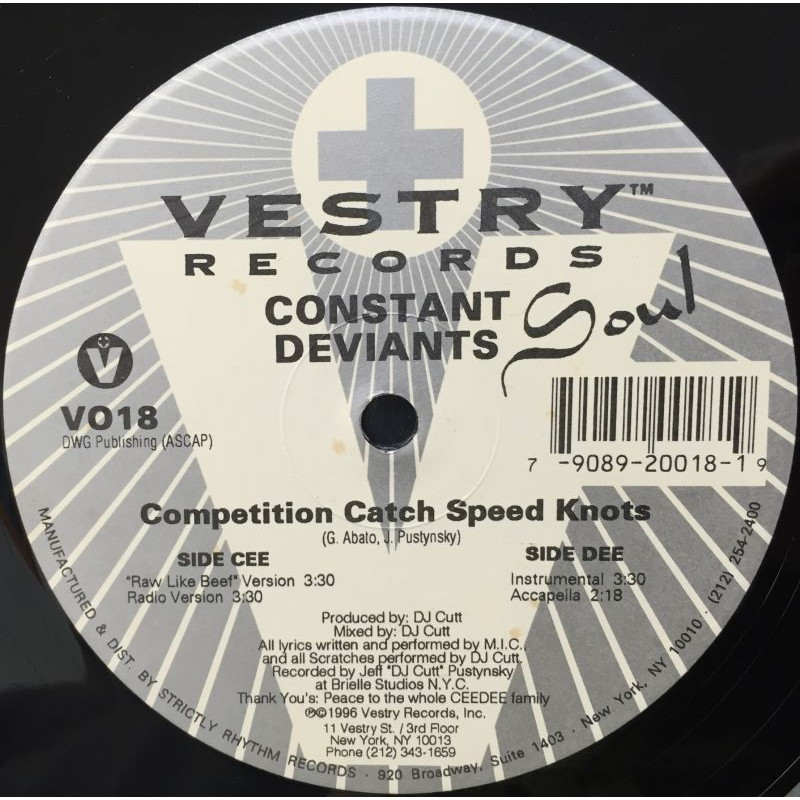 VESTRY™
RECORDS
CONSTANT
DEVIANTS
Soul
V
VO18
DWG Publishing (ASCAP)
7 -9089-20018-1 9
Competition Catch Speed Knots
(G. Abato, J. Pustynsky)
SIDE CEE
"Raw Like Beef" Version 3:30
Radio Version 3:30
SIDE DEE
Instrumental 3:30
Accapella 2:18
Produced by: DJ Cutt
Mixed by: DJ Cutt
All lyrics written and performed by M.I.C.,
and all Scratches performed by DJ Cutt.
Recorded by Jeff "DJ Cutt" Pustynsky
at Brielle Studios N.Y.C.
Thank You's: Peace to the whole CEEDEE family
℗©1996 Vestry Records, Inc.
11 Vestry St. / 3rd Floor
New York, NY 10013
Phone (212) 343-1659
MANUFACTURED & DIST. BY STRICTLY RHYTHM RECORDS · 920 Broadway, Suite 1403 · New York, NY 10010 · (212) 254-2400